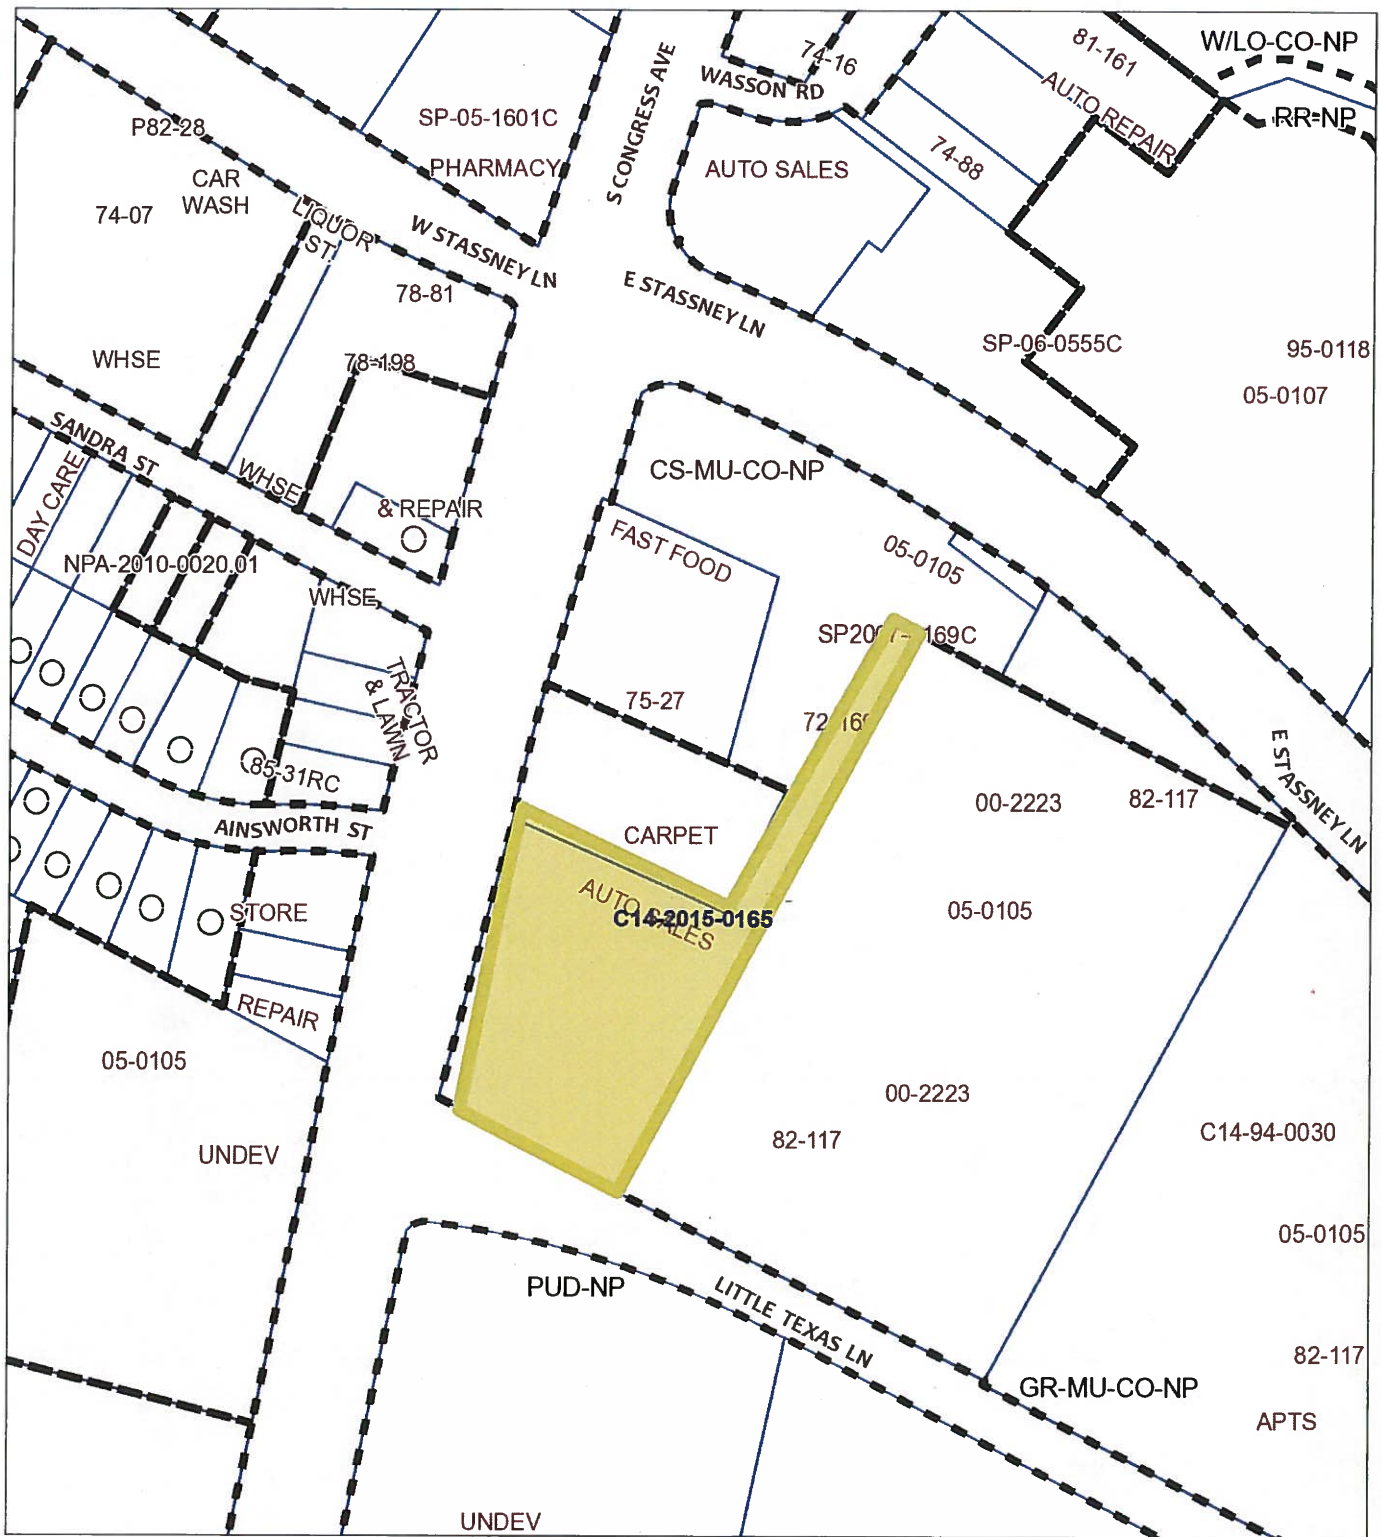 W/LO-CO-NP
81-161
74-16
S CONGRESS AVE
WASSON RD
AUTO REPAIR
RR-NP
SP-05-1601C
P82-28
74-88
PHARMACY
AUTO SALES
CAR
WASH
74-07
LIQUOR
ST.
W STASSNEY LN
78-81
E STASSNEY LN
SP-06-0555C
95-0118
WHSE
78-198
05-0107
SANDRA ST
CS-MU-CO-NP
WHSE
DAY CARE
& REPAIR
FAST FOOD
05-0105
NPA-2010-0020.01
WHSE
TRACTOR
& LAWN
75-27
85-31RC
E STASSNEY LN
00-2223
82-117
AINSWORTH ST
CARPET
STORE
AUTO SALES
C14-2015-0165
05-0105
REPAIR
05-0105
00-2223
82-117
C14-94-0030
UNDEV
05-0105
PUD-NP
LITTLE TEXAS LN
82-117
GR-MU-CO-NP
APTS
UNDEV